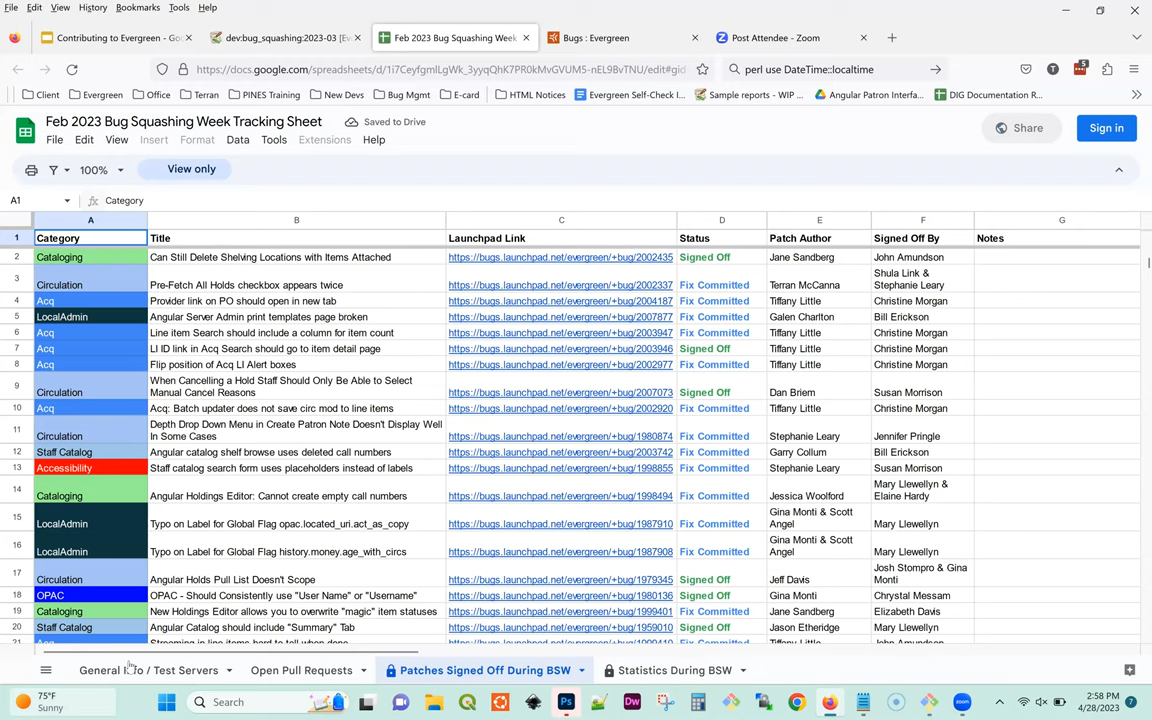 File Edit View History Bookmarks Tools Help
Contributing to Evergreen - Goo
dev:bug_squashing:2023-03 [Ev
Feb 2023 Bug Squashing Week
Bugs : Evergreen
Post Attendee - Zoom
https://docs.google.com/spreadsheets/d/1i7CeyfgmlLgWk_3yyqQhK7PR0kMvGVUM5-nEL9BvTNU/edit#gid
perl use DateTime::localtime
5
Client Evergreen Office Terran PINES Training New Devs Bug Mgmt E-card HTML Notices Evergreen Self-Check I... Sample reports - WIP ... Angular Patron Interfa... DIG Documentation R...
Feb 2023 Bug Squashing Week Tracking Sheet
Saved to Drive
File Edit View Insert Format Data Tools Extensions Help
Share
Sign in
100%
View only
A1
Category
A B C D E F G
1 Category Title Launchpad Link Status Patch Author Signed Off By Notes
2 Cataloging Can Still Delete Shelving Locations with Items Attached https://bugs.launchpad.net/evergreen/+bug/2002435 Signed Off Jane Sandberg John Amundson
3 Circulation Pre-Fetch All Holds checkbox appears twice https://bugs.launchpad.net/evergreen/+bug/2002337 Fix Committed Terran McCanna Shula Link & Stephanie Leary
4 Acq Provider link on PO should open in new tab https://bugs.launchpad.net/evergreen/+bug/2004187 Fix Committed Tiffany Little Christine Morgan
5 LocalAdmin Angular Server Admin print templates page broken https://bugs.launchpad.net/evergreen/+bug/2007877 Fix Committed Galen Charlton Bill Erickson
6 Acq Line item Search should include a column for item count https://bugs.launchpad.net/evergreen/+bug/2003947 Fix Committed Tiffany Little Christine Morgan
7 Acq LI ID link in Acq Search should go to item detail page https://bugs.launchpad.net/evergreen/+bug/2003946 Signed Off Tiffany Little Christine Morgan
8 Acq Flip position of Acq LI Alert boxes https://bugs.launchpad.net/evergreen/+bug/2002977 Fix Committed Tiffany Little Christine Morgan
9 Circulation When Cancelling a Hold Staff Should Only Be Able to Select Manual Cancel Reasons https://bugs.launchpad.net/evergreen/+bug/2007073 Signed Off Dan Briem Susan Morrison
10 Acq Acq: Batch updater does not save circ mod to line items https://bugs.launchpad.net/evergreen/+bug/2002920 Fix Committed Tiffany Little Christine Morgan
11 Circulation Depth Drop Down Menu in Create Patron Note Doesn't Display Well In Some Cases https://bugs.launchpad.net/evergreen/+bug/1980874 Fix Committed Stephanie Leary Jennifer Pringle
12 Staff Catalog Angular catalog shelf browse uses deleted call numbers https://bugs.launchpad.net/evergreen/+bug/2003742 Fix Committed Garry Collum Bill Erickson
13 Accessibility Staff catalog search form uses placeholders instead of labels https://bugs.launchpad.net/evergreen/+bug/1998855 Fix Committed Stephanie Leary Susan Morrison
14 Cataloging Angular Holdings Editor: Cannot create empty call numbers https://bugs.launchpad.net/evergreen/+bug/1998494 Fix Committed Jessica Woolford Mary Llewellyn & Elaine Hardy
15 LocalAdmin Typo on Label for Global Flag opac.located_uri.act_as_copy https://bugs.launchpad.net/evergreen/+bug/1987910 Fix Committed Gina Monti & Scott Angel Mary Llewellyn
16 LocalAdmin Typo on Label for Global Flag history.money.age_with_circs https://bugs.launchpad.net/evergreen/+bug/1987908 Fix Committed Gina Monti & Scott Angel Mary Llewellyn
17 Circulation Angular Holds Pull List Doesn't Scope https://bugs.launchpad.net/evergreen/+bug/1979345 Signed Off Jeff Davis Josh Stompro & Gina Monti
18 OPAC OPAC - Should Consistently use "User Name" or "Username" https://bugs.launchpad.net/evergreen/+bug/1980136 Signed Off Gina Monti Chrystal Messam
19 Cataloging New Holdings Editor allows you to overwrite "magic" item statuses https://bugs.launchpad.net/evergreen/+bug/1999401 Fix Committed Jane Sandberg Elizabeth Davis
20 Staff Catalog Angular Catalog should include "Summary" Tab https://bugs.launchpad.net/evergreen/+bug/1959010 Signed Off Jason Etheridge Mary Llewellyn
21 Acq Streaming in line items hard to tell when done https://bugs.launchpad.net/evergreen/+bug/1999410 Fix Committed Tiffany Little John Amundson
General Info / Test Servers Open Pull Requests Patches Signed Off During BSW Statistics During BSW
75°F
Sunny
Search
2:58 PM
4/28/2023